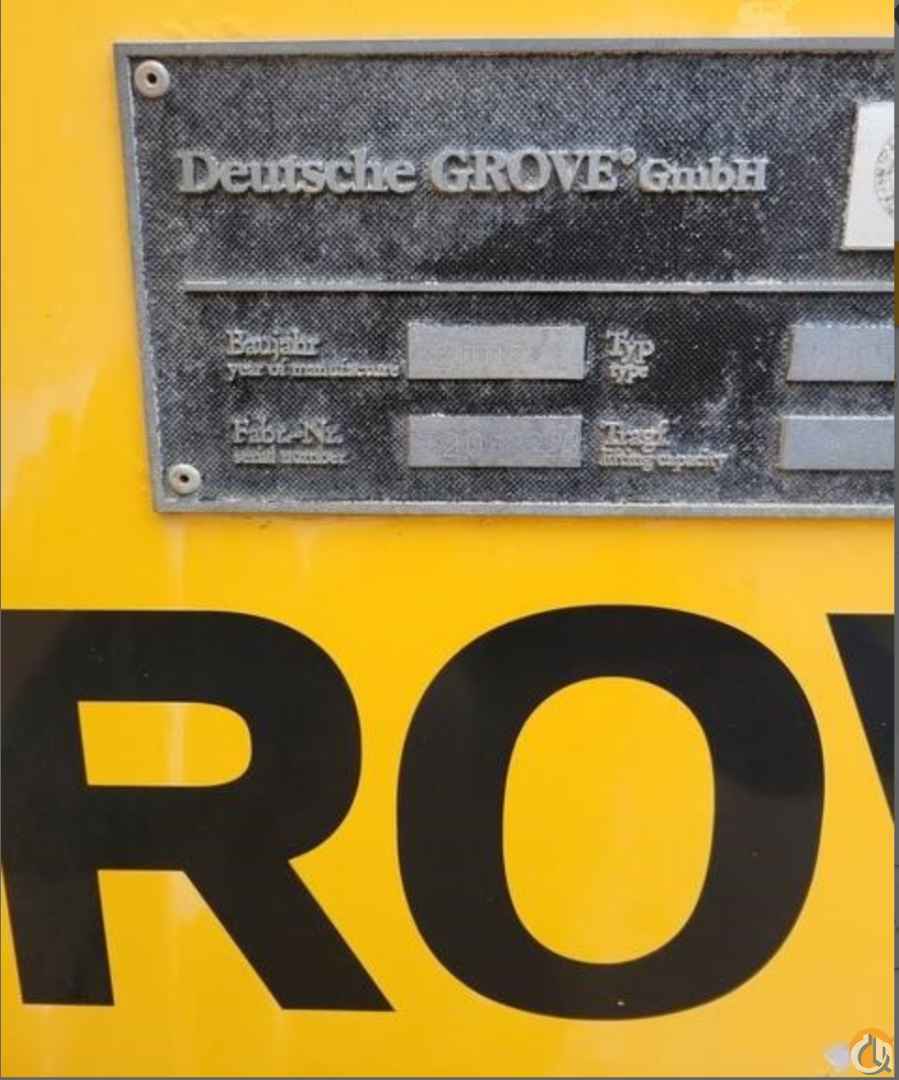 Deutsche GROVE® GmbH
Baujahr
year of manufacture
Typ
type
Fabr.-Nr.
serial number
Tragf.
lifting capacity
ROV